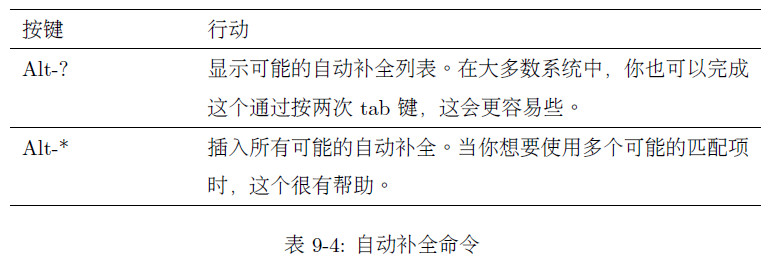 按键 行动
Alt-? 显示可能的自动补全列表。在大多数系统中，你也可以完成
这个通过按两次 tab 键，这会更容易些。
Alt-* 插入所有可能的自动补全。当你想要使用多个可能的匹配项
时，这个很有帮助。
表 9-4: 自动补全命令